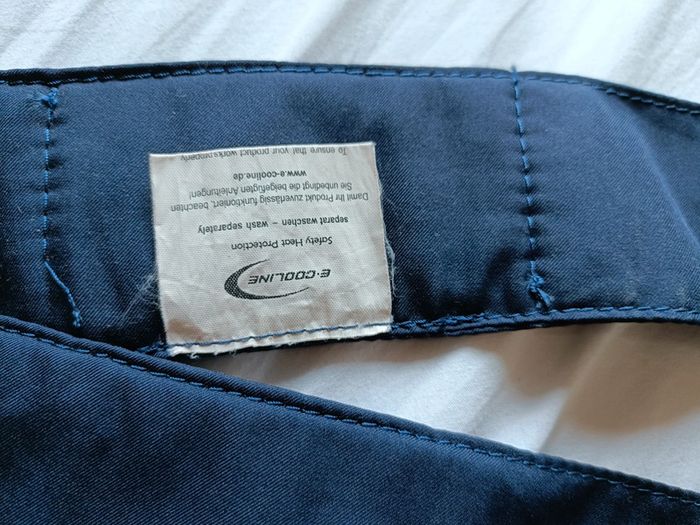 E·COOLINE
Safety Heat Protection
separat waschen – wash separately
Damit Ihr Produkt zuverlässig funktioniert, beachten
Sie unbedingt die beigefügten Anleitungen!
www.e-cooline.de
To ensure that your product works properly